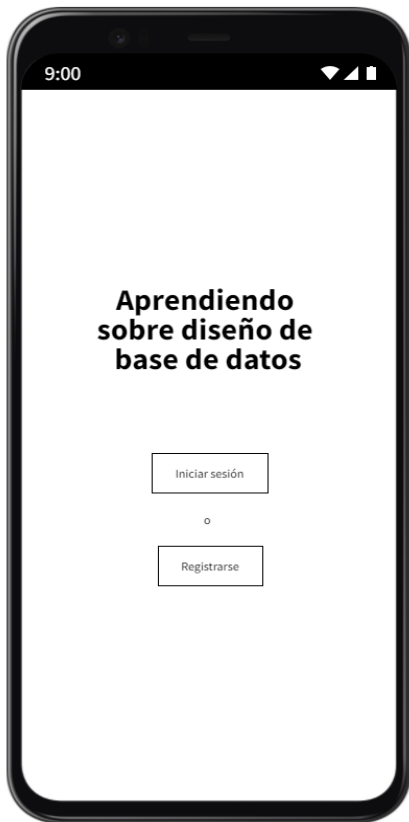 9:00
Aprendiendo
sobre diseño de
base de datos
Iniciar sesión
o
Registrarse